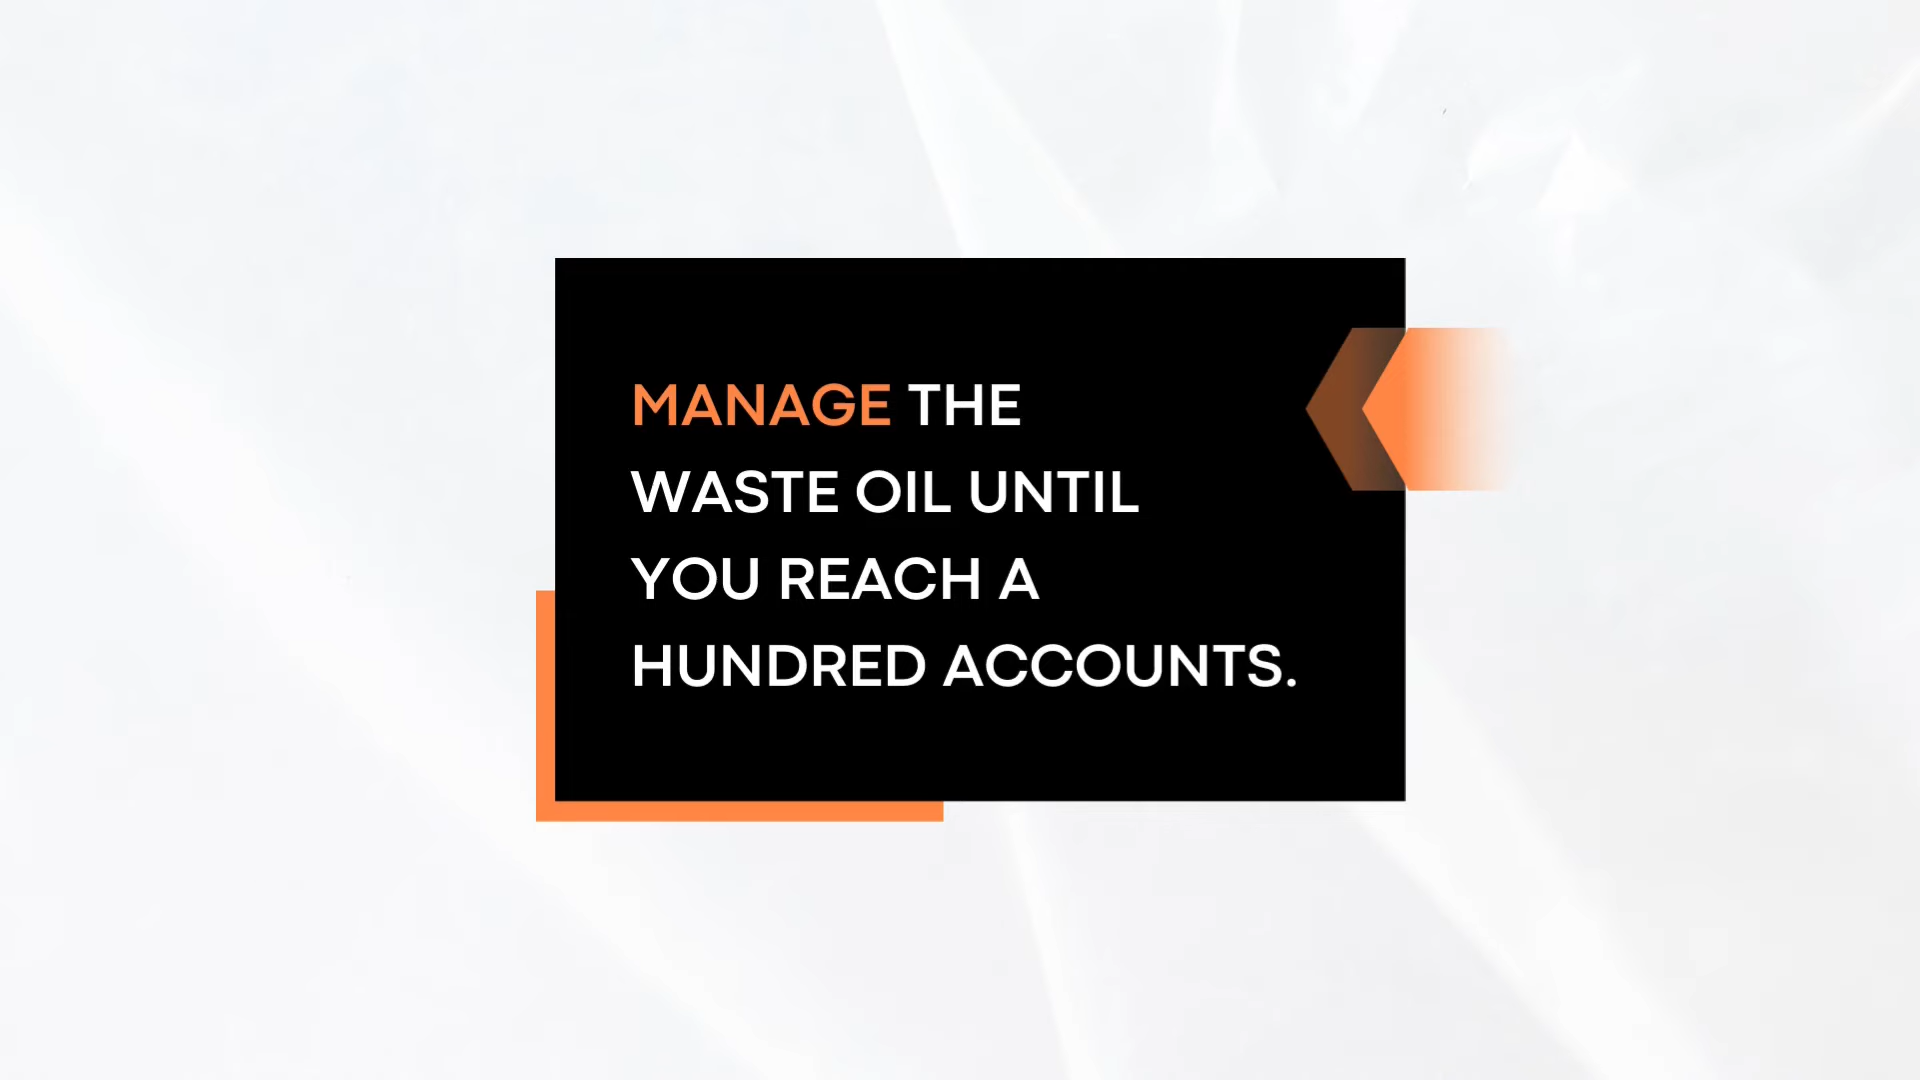 MANAGE THE
WASTE OIL UNTIL
YOU REACH A
HUNDRED ACCOUNTS.